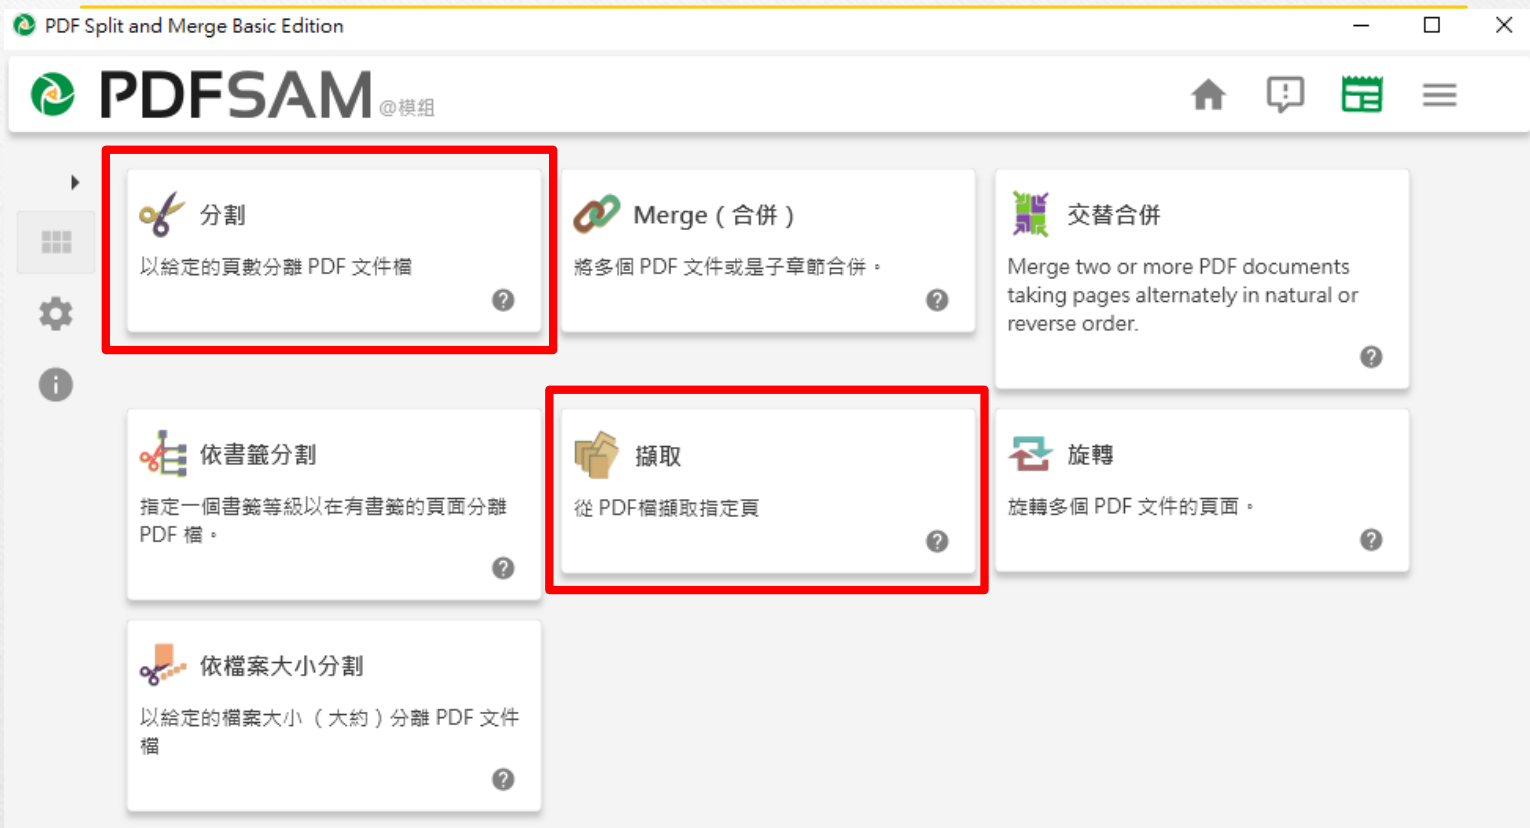 PDF Split and Merge Basic Edition
PDFSAM @模组
分割
以給定的頁數分離 PDF 文件檔
Merge ( 合併 )
將多個 PDF 文件或是子章節合併。
交替合併
Merge two or more PDF documents
taking pages alternately in natural or
reverse order.
依書籤分割
指定一個書籤等級以在有書籤的頁面分離
PDF 檔。
擷取
從 PDF檔擷取指定頁
旋轉
旋轉多個 PDF 文件的頁面。
依檔案大小分割
以給定的檔案大小 ( 大約 ) 分離 PDF 文件
檔